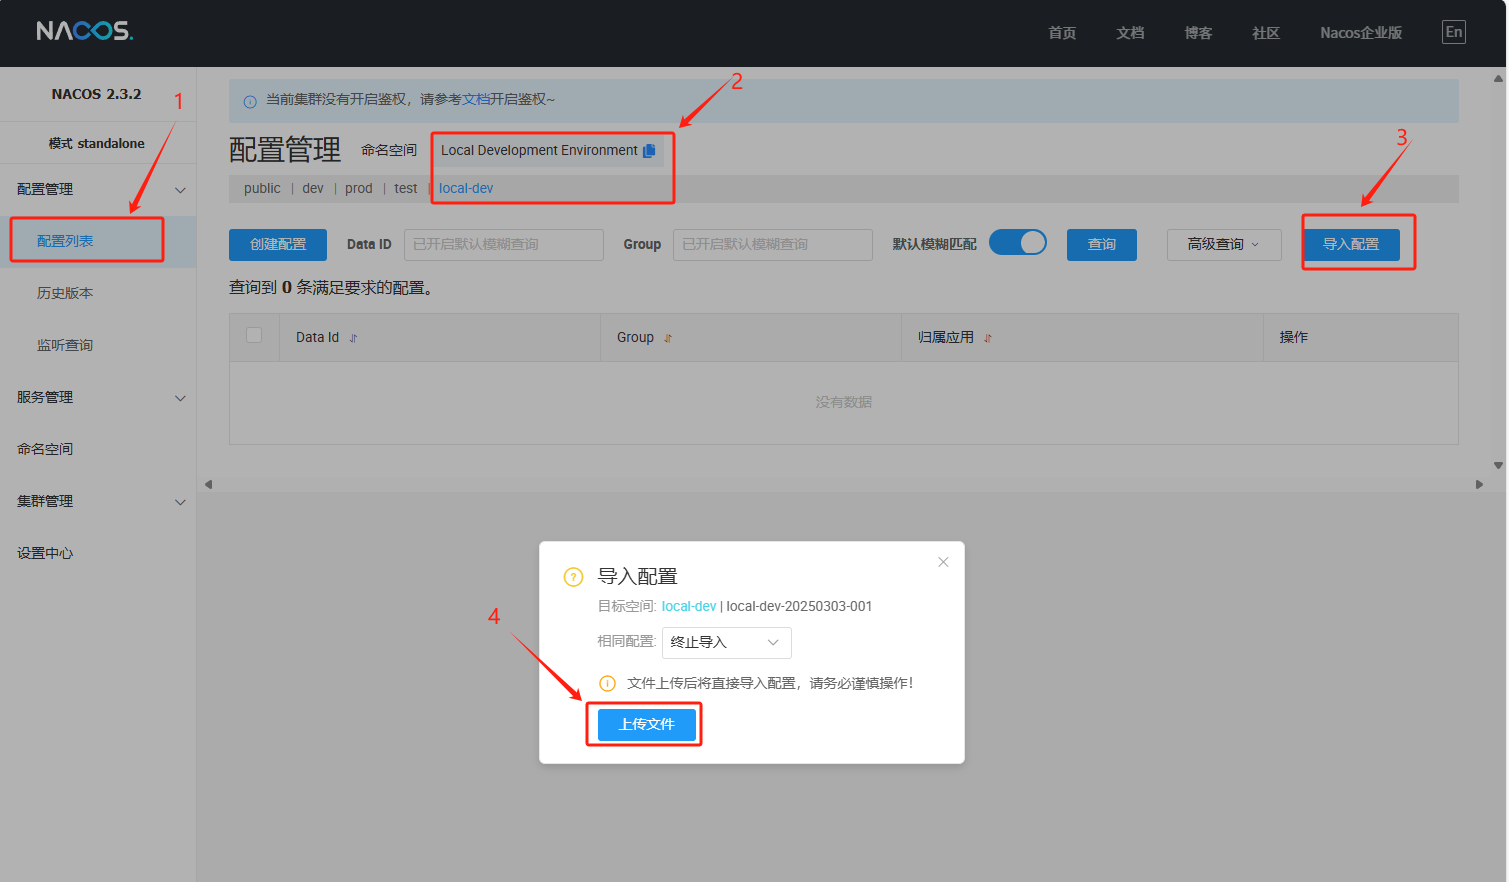 NACOS.
首页 文档 博客 社区 Nacos企业版 En
NACOS 2.3.2
模式 standalone
配置管理
配置列表
历史版本
监听查询
服务管理
命名空间
集群管理
设置中心
1
当前集群没有开启鉴权，请参考文档开启鉴权~
2
配置管理 命名空间 Local Development Environment
public | dev | prod | test | local-dev
3
创建配置 Data ID 已开启默认模糊查询 Group 已开启默认模糊查询 默认模糊匹配 查询 高级查询 导入配置
查询到 0 条满足要求的配置。
Data Id Group 归属应用 操作
没有数据
导入配置
目标空间: local-dev | local-dev-20250303-001
4
相同配置: 终止导入
文件上传后将直接导入配置，请务必谨慎操作！
上传文件